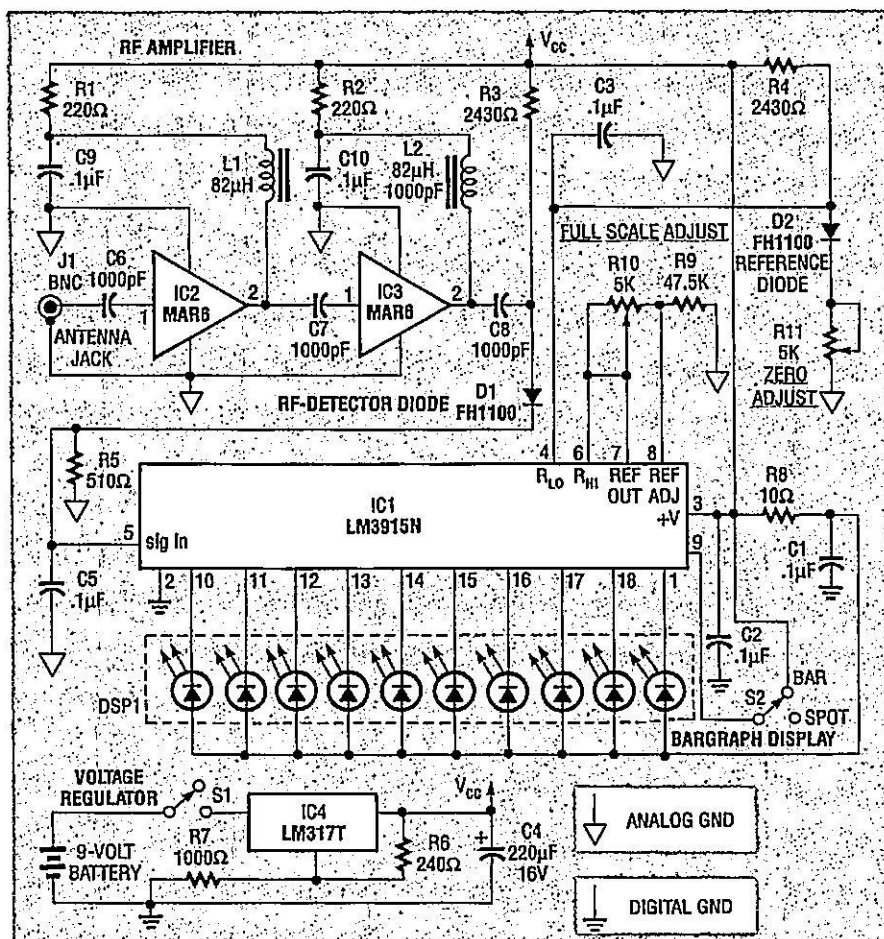 RF AMPLIFIER
VCC
R1
220Ω
R2
220Ω
R3
2430Ω
C3
.1µF
R4
2430Ω
C9
.1µF
L1
82µH
C10
.1µF
L2
82µH
1000pF
J1
BNC
C6
1000pF
1
IC2
MAR6
2
C7
1000pF
1
IC3
MAR6
2
C8
1000pF
ANTENNA
JACK
FULL SCALE ADJUST
R10
5K
R9
47.5K
D2
FH1100
REFERENCE
DIODE
R11
5K
ZERO
ADJUST
RF-DETECTOR DIODE
D1
FH1100
R5
510Ω
4 6 7 8
RLO RHI REF OUT REF ADJ
+V
3
9
IC1
LM3915N
5
sig in
R8
10Ω
C1
.1µF
C5
.1µF
2 10 11 12 13 14 15 16 17 18 1
C2
.1µF
BAR
S2
SPOT
BARGRAPH DISPLAY
DSP1
VOLTAGE
REGULATOR
S1
IC4
LM317T
VCC
R7
1000Ω
R6
240Ω
C4
+
220µF
16V
9-VOLT
BATTERY
ANALOG GND
DIGITAL GND